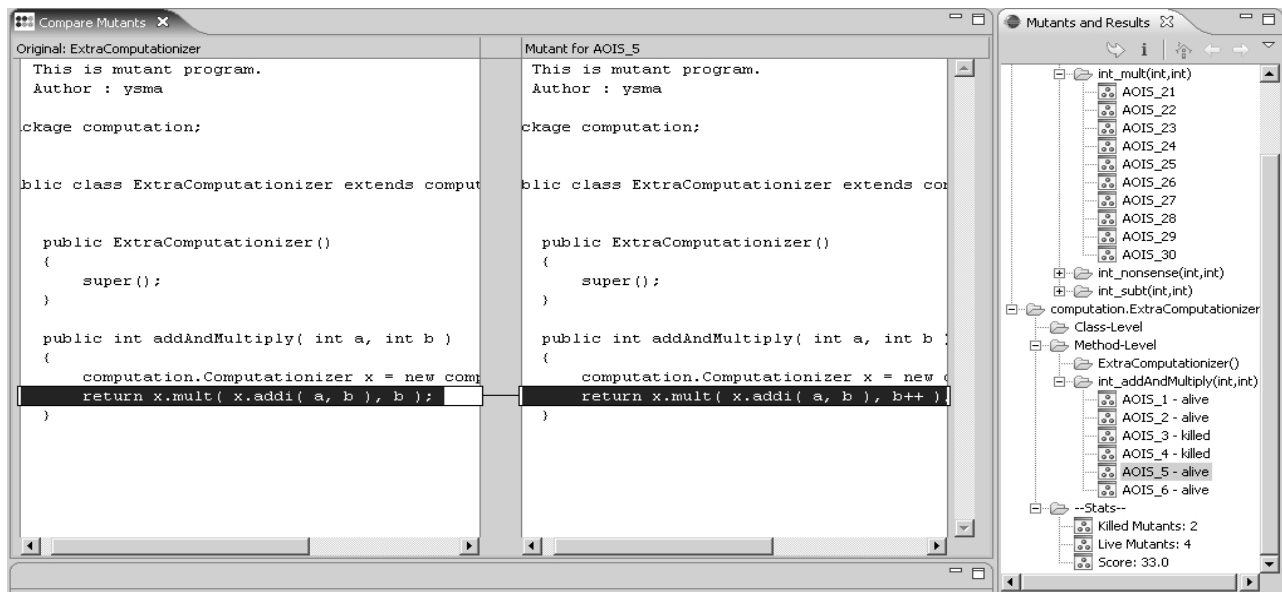 Compare Mutants
Original: ExtraComputationizer
This is mutant program.
Author : ysma
ckage computation;
blic class ExtraComputationizer extends comput
public ExtraComputationizer()
{
super();
}
public int addAndMultiply( int a, int b )
{
computation.Computationizer x = new comp
return x.mult( x.addi( a, b ), b );
}
Mutant for AOIS_5
This is mutant program.
Author : ysma
ckage computation;
blic class ExtraComputationizer extends com
public ExtraComputationizer()
{
super();
}
public int addAndMultiply( int a, int b )
{
computation.Computationizer x = new c
return x.mult( x.addi( a, b ), b++ )
}
Mutants and Results
int_mult(int,int)
AOIS_21
AOIS_22
AOIS_23
AOIS_24
AOIS_25
AOIS_26
AOIS_27
AOIS_28
AOIS_29
AOIS_30
int_nonsense(int,int)
int_subt(int,int)
computation.ExtraComputationizer
Class-Level
Method-Level
ExtraComputationizer()
int_addAndMultiply(int,int)
AOIS_1 - alive
AOIS_2 - alive
AOIS_3 - killed
AOIS_4 - killed
AOIS_5 - alive
AOIS_6 - alive
--Stats--
Killed Mutants: 2
Live Mutants: 4
Score: 33.0